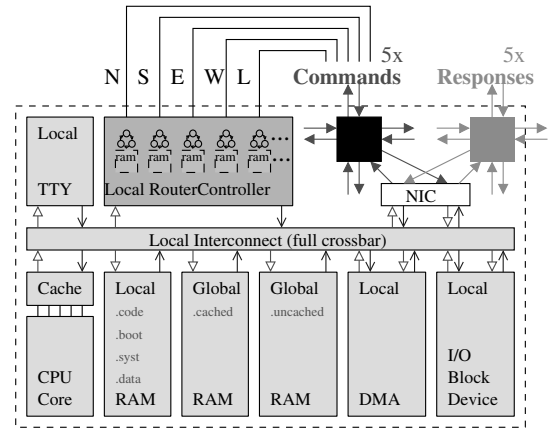 5x 5x
N S E W L Commands Responses
Local
TTY
ram ram ram ram ram
Local RouterController
NIC
Local Interconnect (full crossbar)
Cache
CPU
Core
Local
.code
.boot
.syst
.data
RAM
Global
.cached
RAM
Global
.uncached
RAM
Local
DMA
Local
I/O
Block
Device